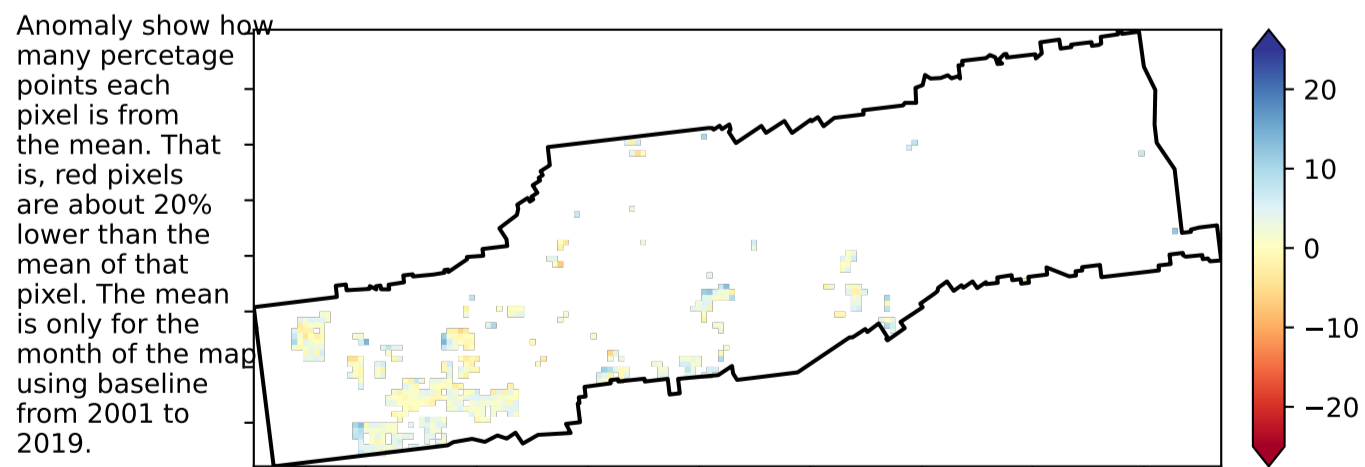 Anomaly show how
many percetage
points each
pixel is from
the mean. That
is, red pixels
are about 20%
lower than the
mean of that
pixel. The mean
is only for the
month of the map
using baseline
from 2001 to
2019.
20
10
0
−10
−20